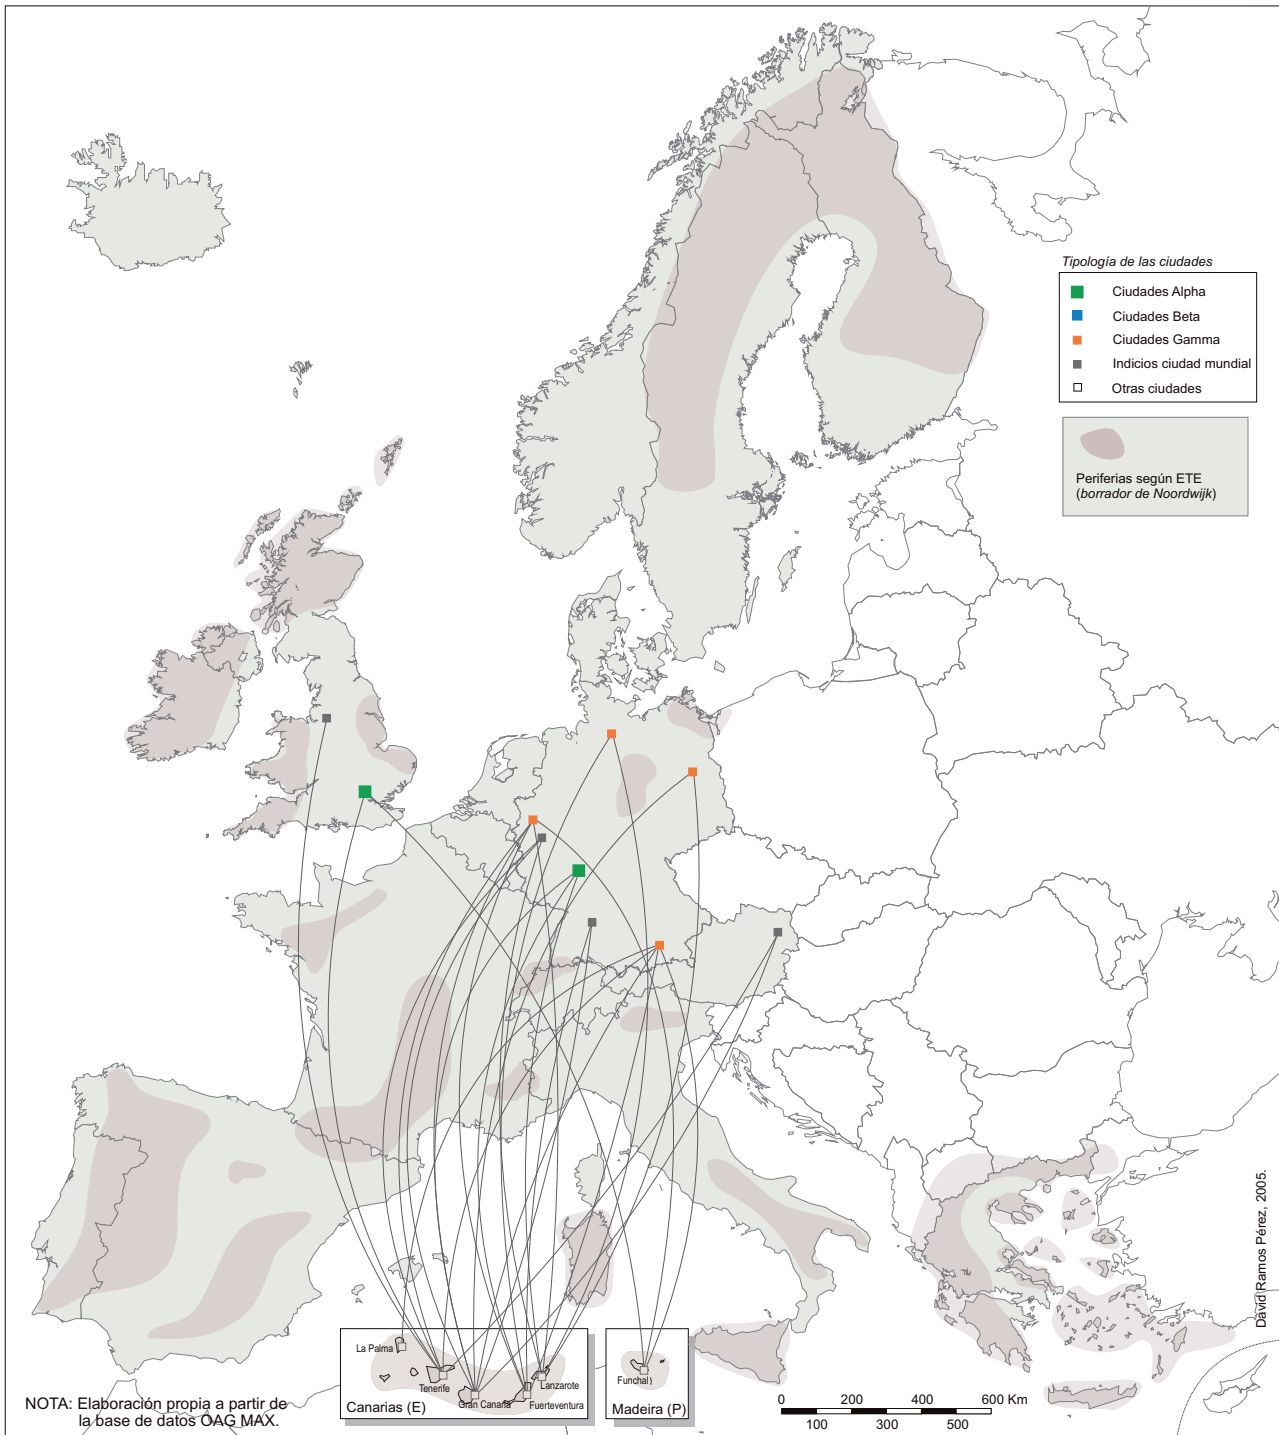 Tipología de las ciudades
Ciudades Alpha
Ciudades Beta
Ciudades Gamma
Indicios ciudad mundial
Otras ciudades
Periferias según ETE
(borrador de Noordwijk)
David Ramos Pérez, 2005.
La Palma
Tenerife
Gran Canaria
Lanzarote
Fuerteventura
Canarias (E)
Funchal
Madeira (P)
NOTA: Elaboración propia a partir de
la base de datos OAG MAX.
0 200 400 600 Km
100 300 500